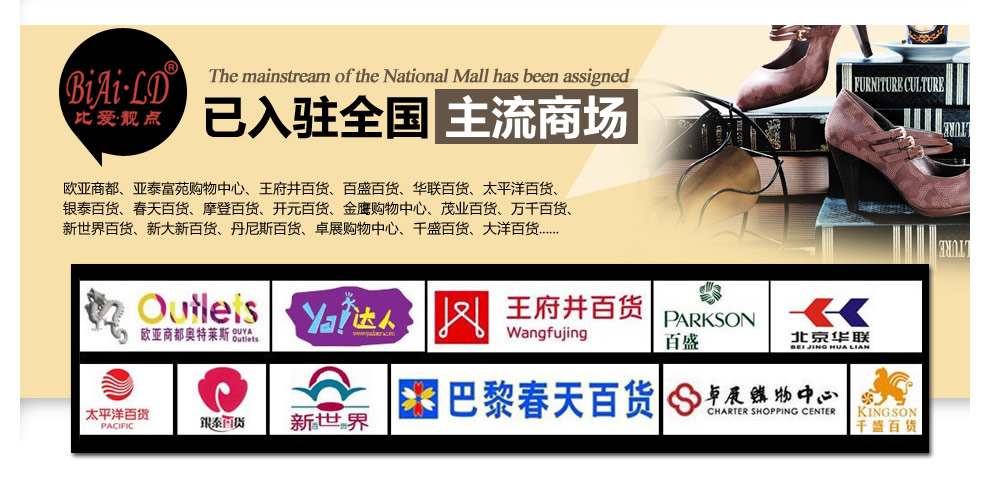 BiAi·LD®
比爱·靓点
The mainstream of the National Mall has been assigned
已入驻全国 主流商场
欧亚商都、亚泰富苑购物中心、王府井百货、百盛百货、华联百货、太平洋百货、
银泰百货、春天百货、摩登百货、开元百货、金鹰购物中心、茂业百货、万千百货、
新世界百货、新大新百货、丹尼斯百货、卓展购物中心、千盛百货、大洋百货......
FURNITURE CULTURE
Outlets
欧亚商都奥特莱斯 OUYA Outlets
Ya!达人
王府井百货
Wangfujing
PARKSON
百盛
北京华联
BEIJING HUA LIAN
太平洋百货
PACIFIC
银泰百货
新世界
百货
巴黎春天百货
卓展购物中心
CHARTER SHOPPING CENTER
KINGSON
千盛百货